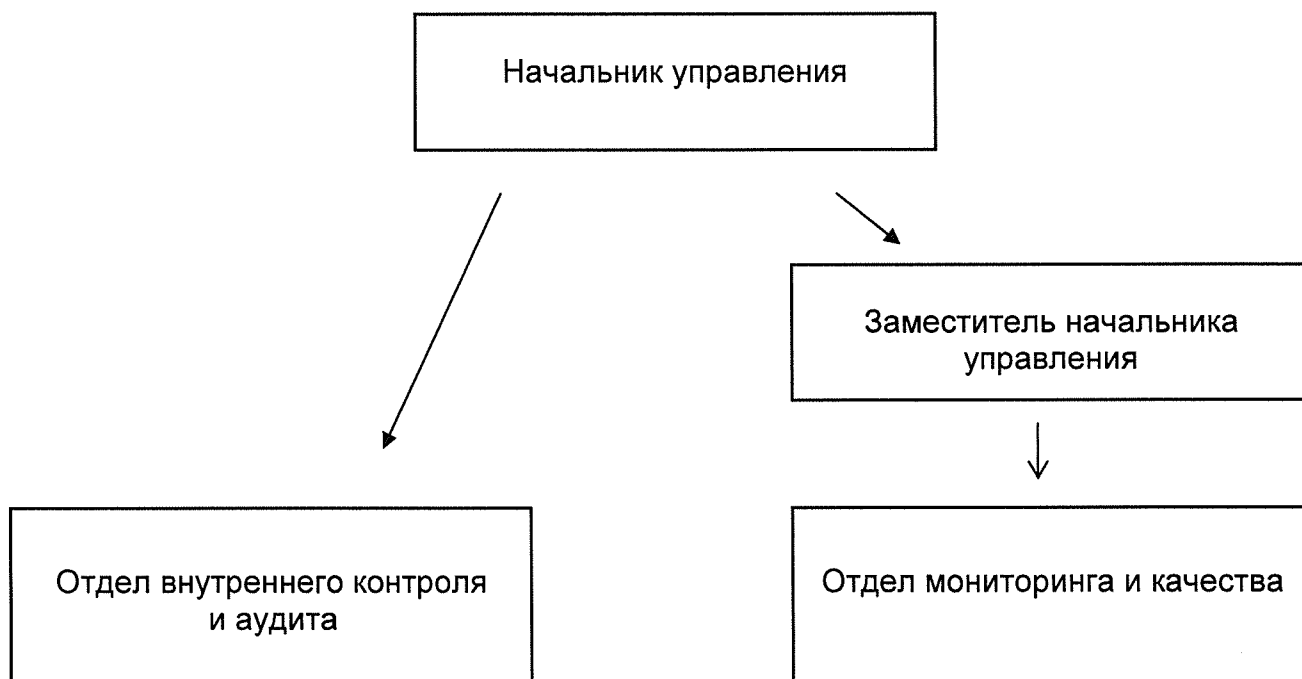 Начальник управления
Заместитель начальника
управления
Отдел внутреннего контроля
и аудита
Отдел мониторинга и качества